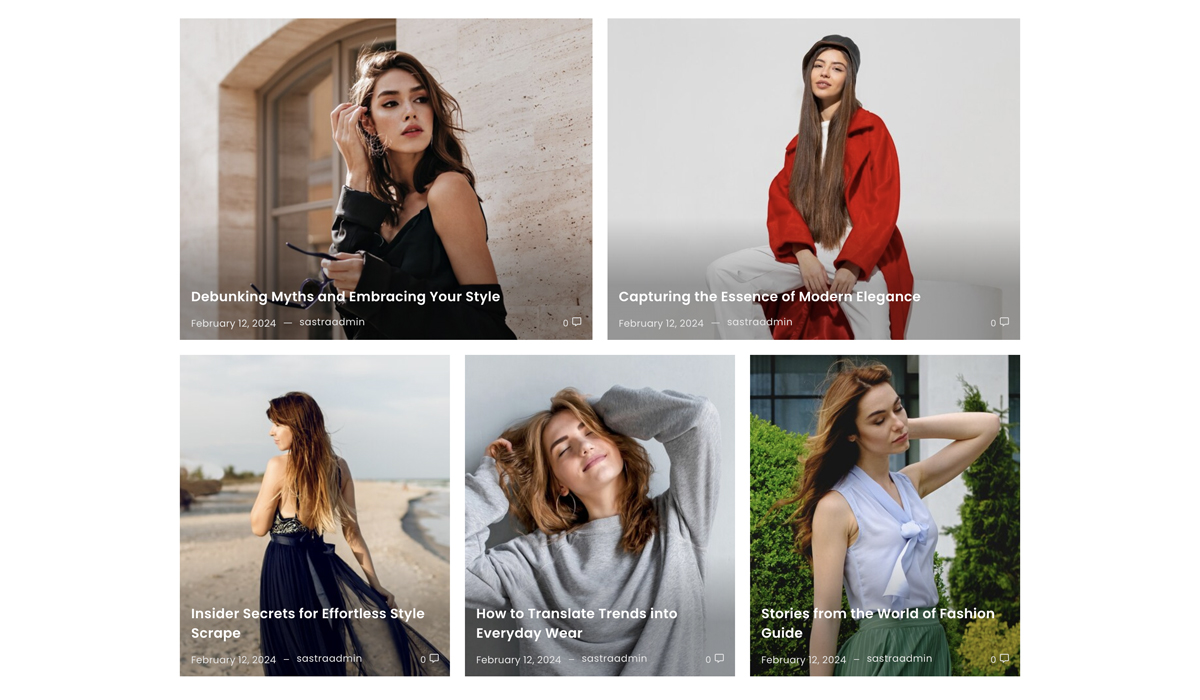 Debunking Myths and Embracing Your Style
February 12, 2024 — sastraadmin 0
Capturing the Essence of Modern Elegance
February 12, 2024 — sastraadmin 0
Insider Secrets for Effortless Style
Scrape
February 12, 2024 – sastraadmin 0
How to Translate Trends into
Everyday Wear
February 12, 2024 – sastraadmin 0
Stories from the World of Fashion
Guide
February 12, 2024 – sastraadmin 0